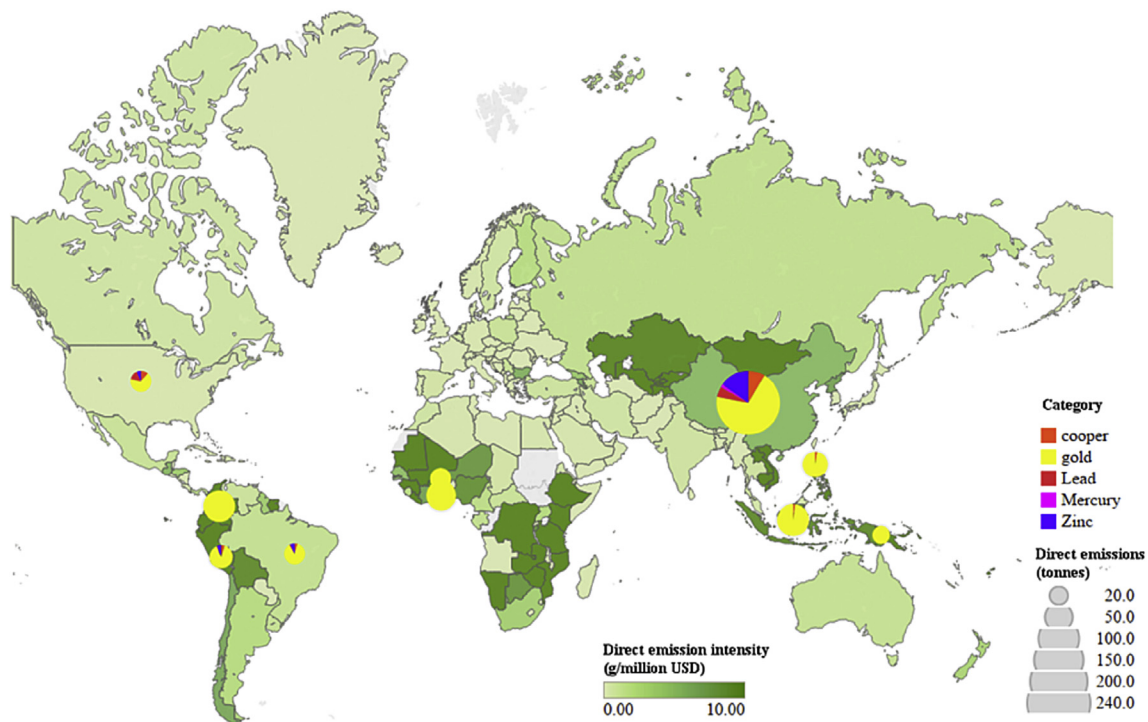 Category
cooper
gold
Lead
Mercury
Zinc
Direct emissions
(tonnes)
20.0
50.0
100.0
150.0
200.0
240.0
Direct emission intensity
(g/million USD)
0.00 10.00